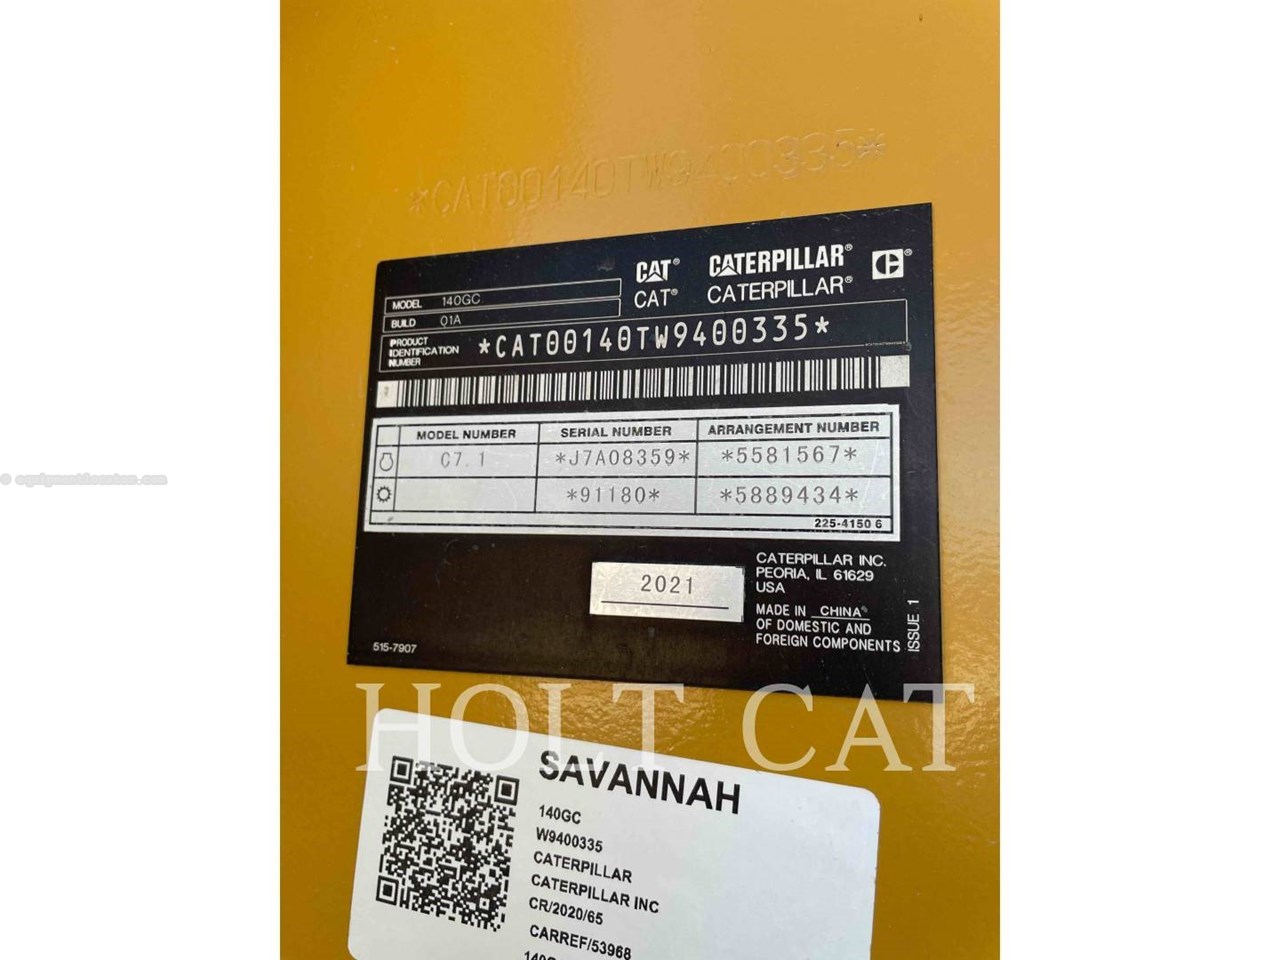 *CAT00140TW9400335*
CAT® CATERPILLAR® ®
CAT® CATERPILLAR®
MODEL 140GC
BUILD 01A
PRODUCT IDENTIFICATION NUMBER *CAT00140TW9400335*
MODEL NUMBER SERIAL NUMBER ARRANGEMENT NUMBER
C7.1 *J7A08359* *5581567*
*91180* *5889434*
225-4150 6
2021
CATERPILLAR INC.
PEORIA, IL 61629
USA
MADE IN CHINA
OF DOMESTIC AND
FOREIGN COMPONENTS
ISSUE 1
515-7907
© equipmentlocator.com
HOLT CAT
SAVANNAH
140GC
W9400335
CATERPILLAR
CATERPILLAR INC
CR/2020/65
CARREF/53968